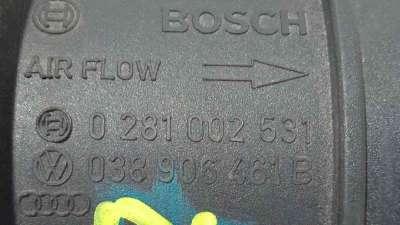 BOSCH
AIR FLOW
0 281 002 531
038 906 461 B